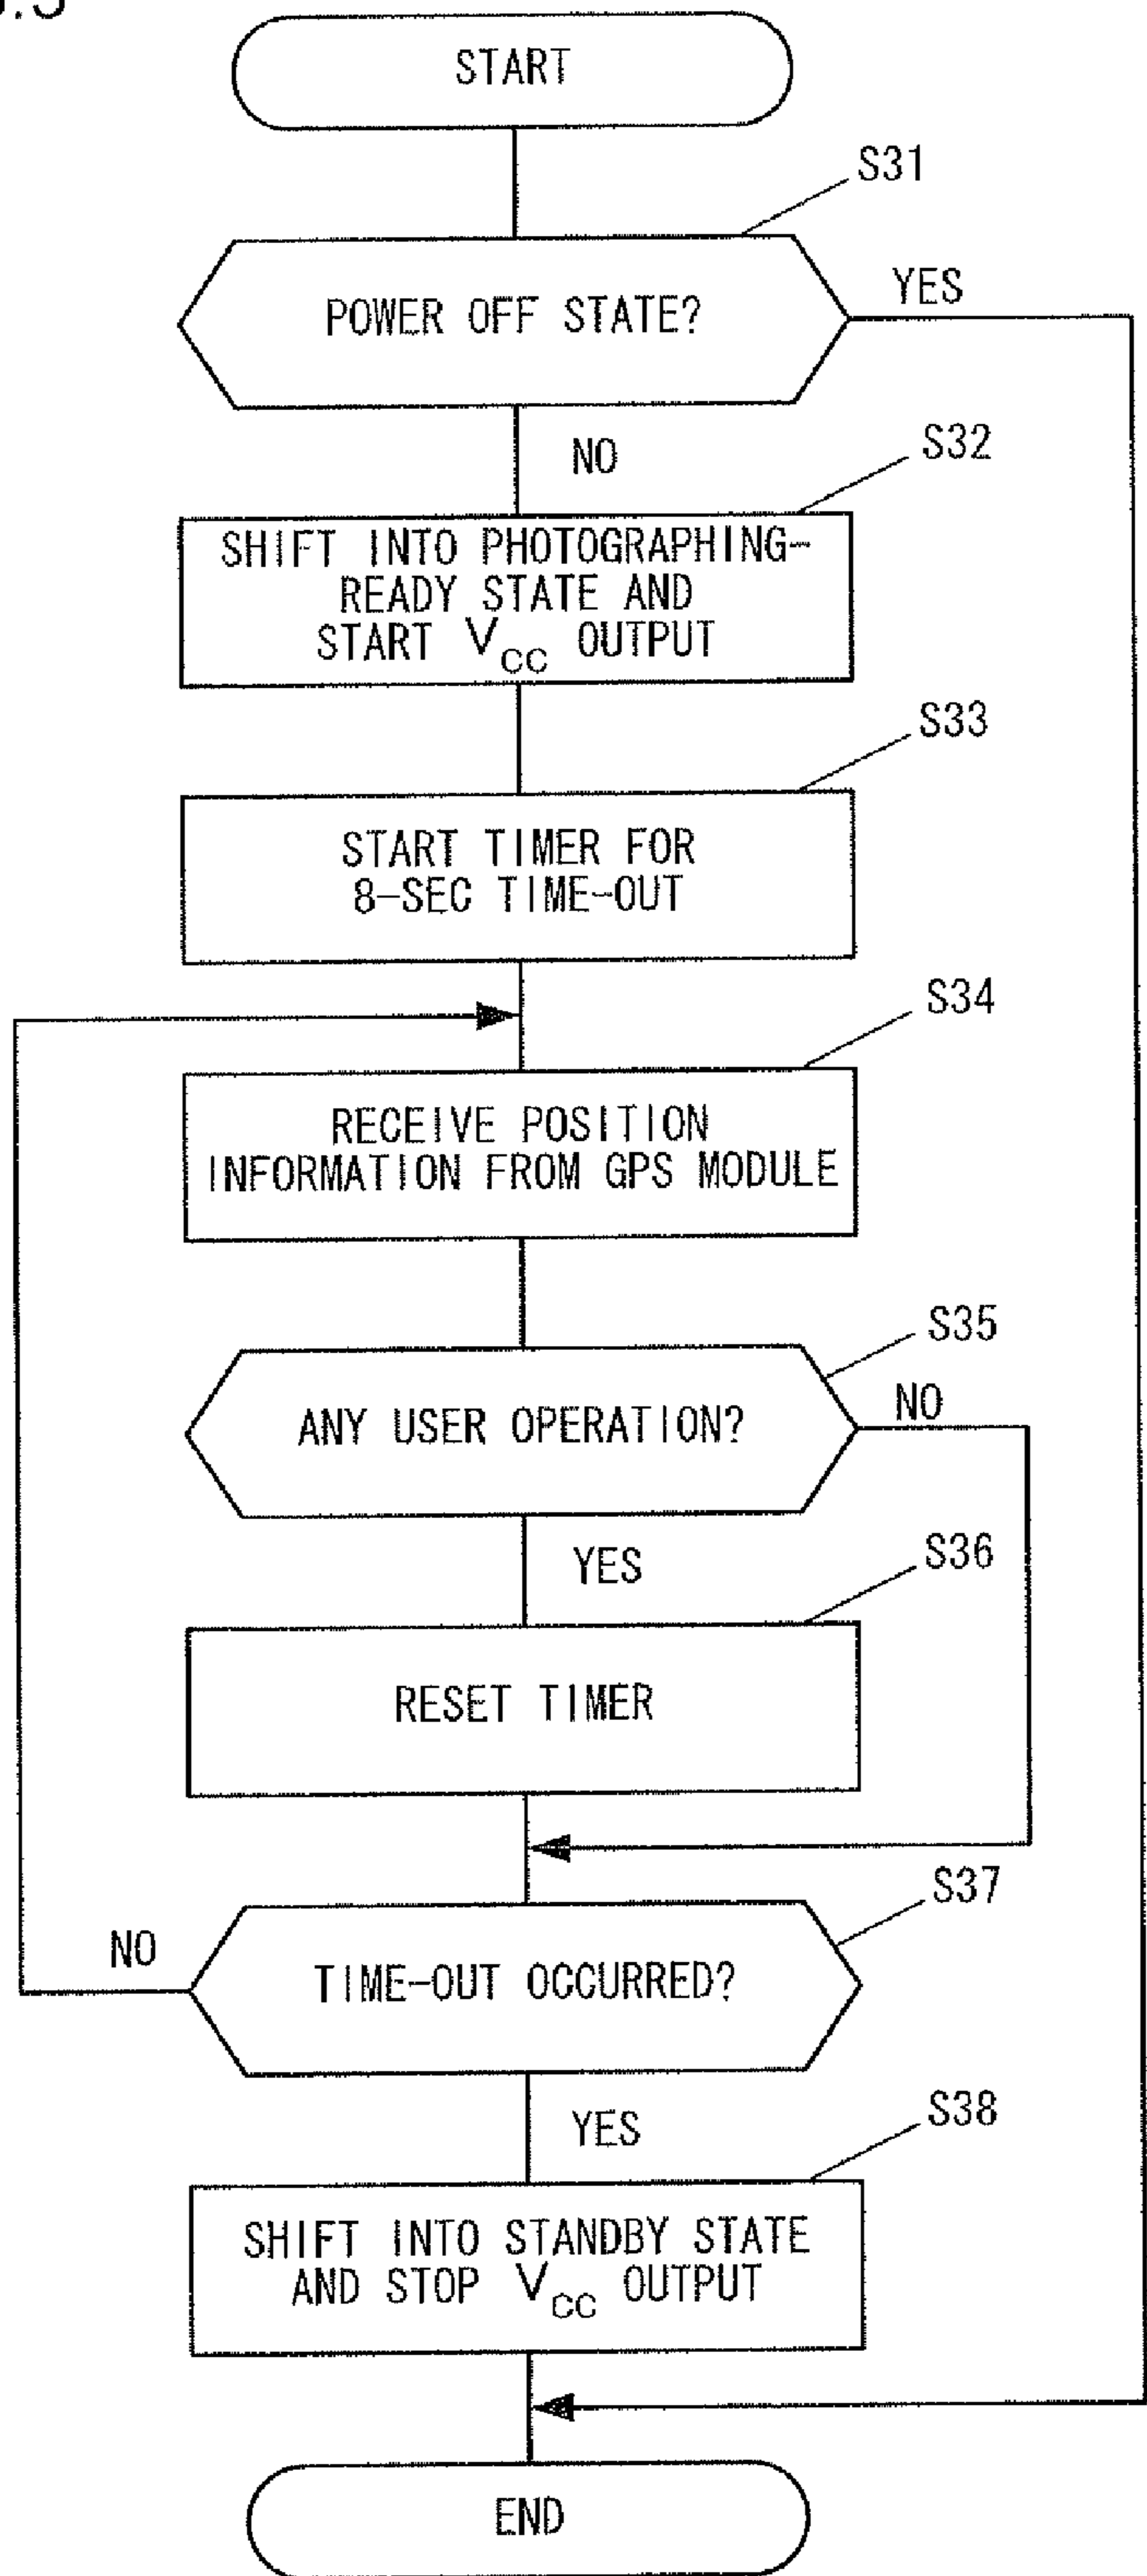 START
S31
POWER OFF STATE?
YES
NO
S32
SHIFT INTO PHOTOGRAPHING-
READY STATE AND
START VCC OUTPUT
S33
START TIMER FOR
8-SEC TIME-OUT
S34
RECEIVE POSITION
INFORMATION FROM GPS MODULE
S35
ANY USER OPERATION?
NO
YES
S36
RESET TIMER
S37
NO
TIME-OUT OCCURRED?
YES
S38
SHIFT INTO STANDBY STATE
AND STOP VCC OUTPUT
END